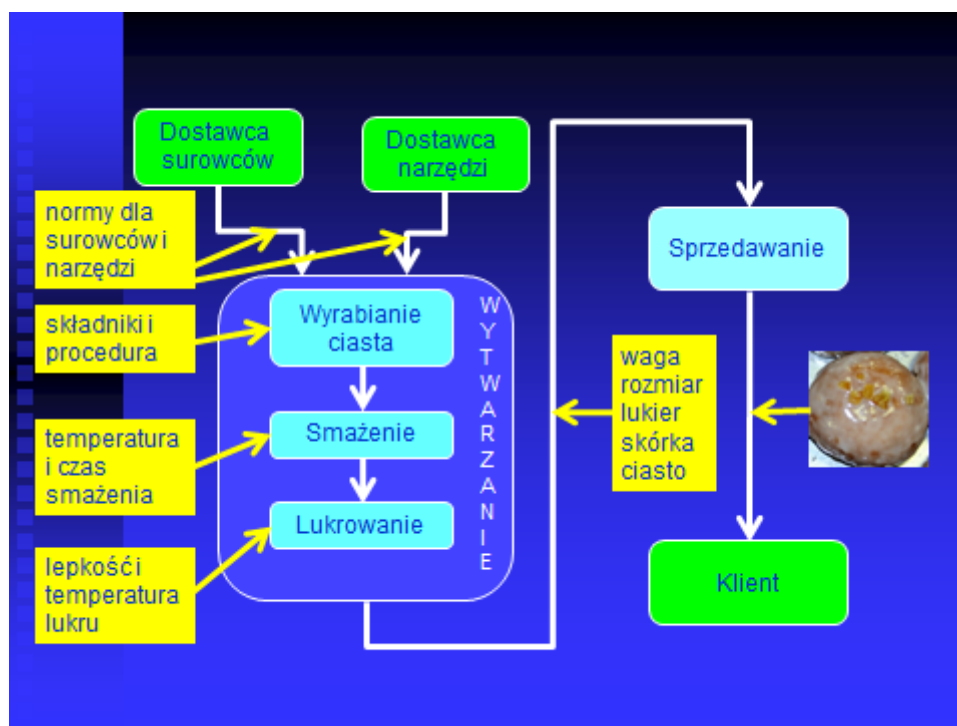 Dostawca
surowców
Dostawca
narzędzi
normy dla
surowców i
narzędzi
Sprzedawanie
składniki i
procedura
Wyrabianie
ciasta
WYTWARZANIE
waga
rozmiar
lukier
skórka
ciasto
temperatura
i czas
smażenia
Smażenie
Lukrowanie
lepkość i
temperatura
lukru
Klient